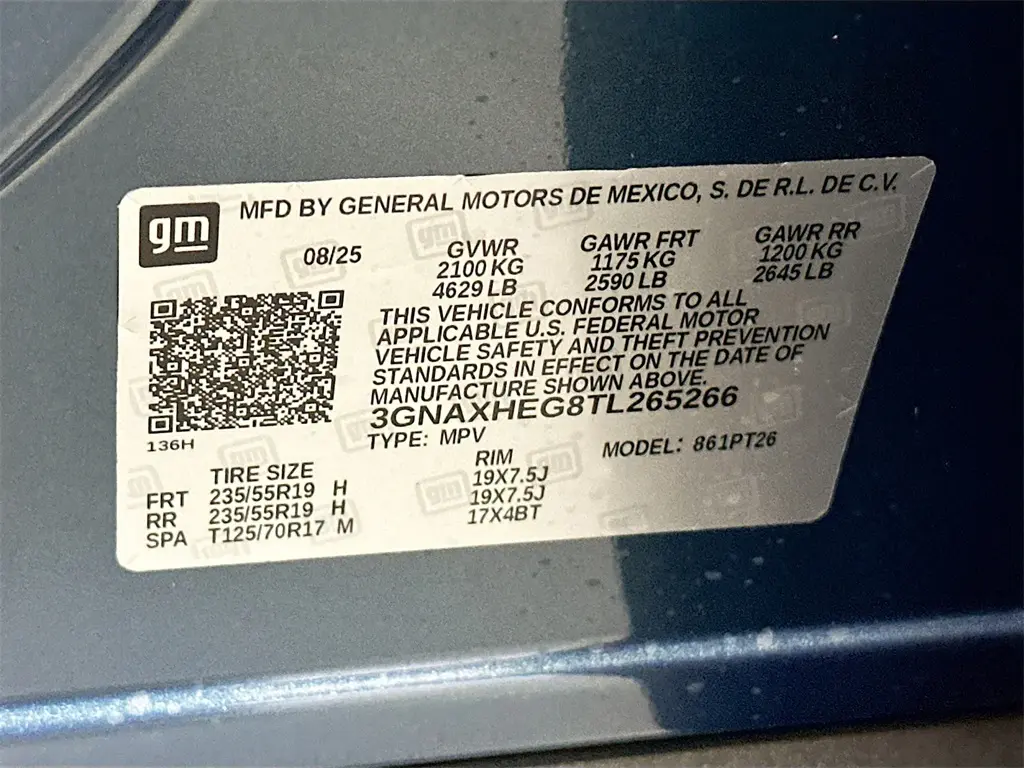 gm
MFD BY GENERAL MOTORS DE MEXICO, S. DE R.L. DE C.V.
08/25
GVWR GAWR FRT GAWR RR
2100 KG 1175 KG 1200 KG
4629 LB 2590 LB 2645 LB
THIS VEHICLE CONFORMS TO ALL
APPLICABLE U.S. FEDERAL MOTOR
VEHICLE SAFETY AND THEFT PREVENTION
STANDARDS IN EFFECT ON THE DATE OF
MANUFACTURE SHOWN ABOVE.
3GNAXHEG8TL265266
136H
TYPE: MPV MODEL: 861PT26
TIRE SIZE RIM
FRT 235/55R19 H 19X7.5J
RR 235/55R19 H 19X7.5J
SPA T125/70R17 M 17X4BT